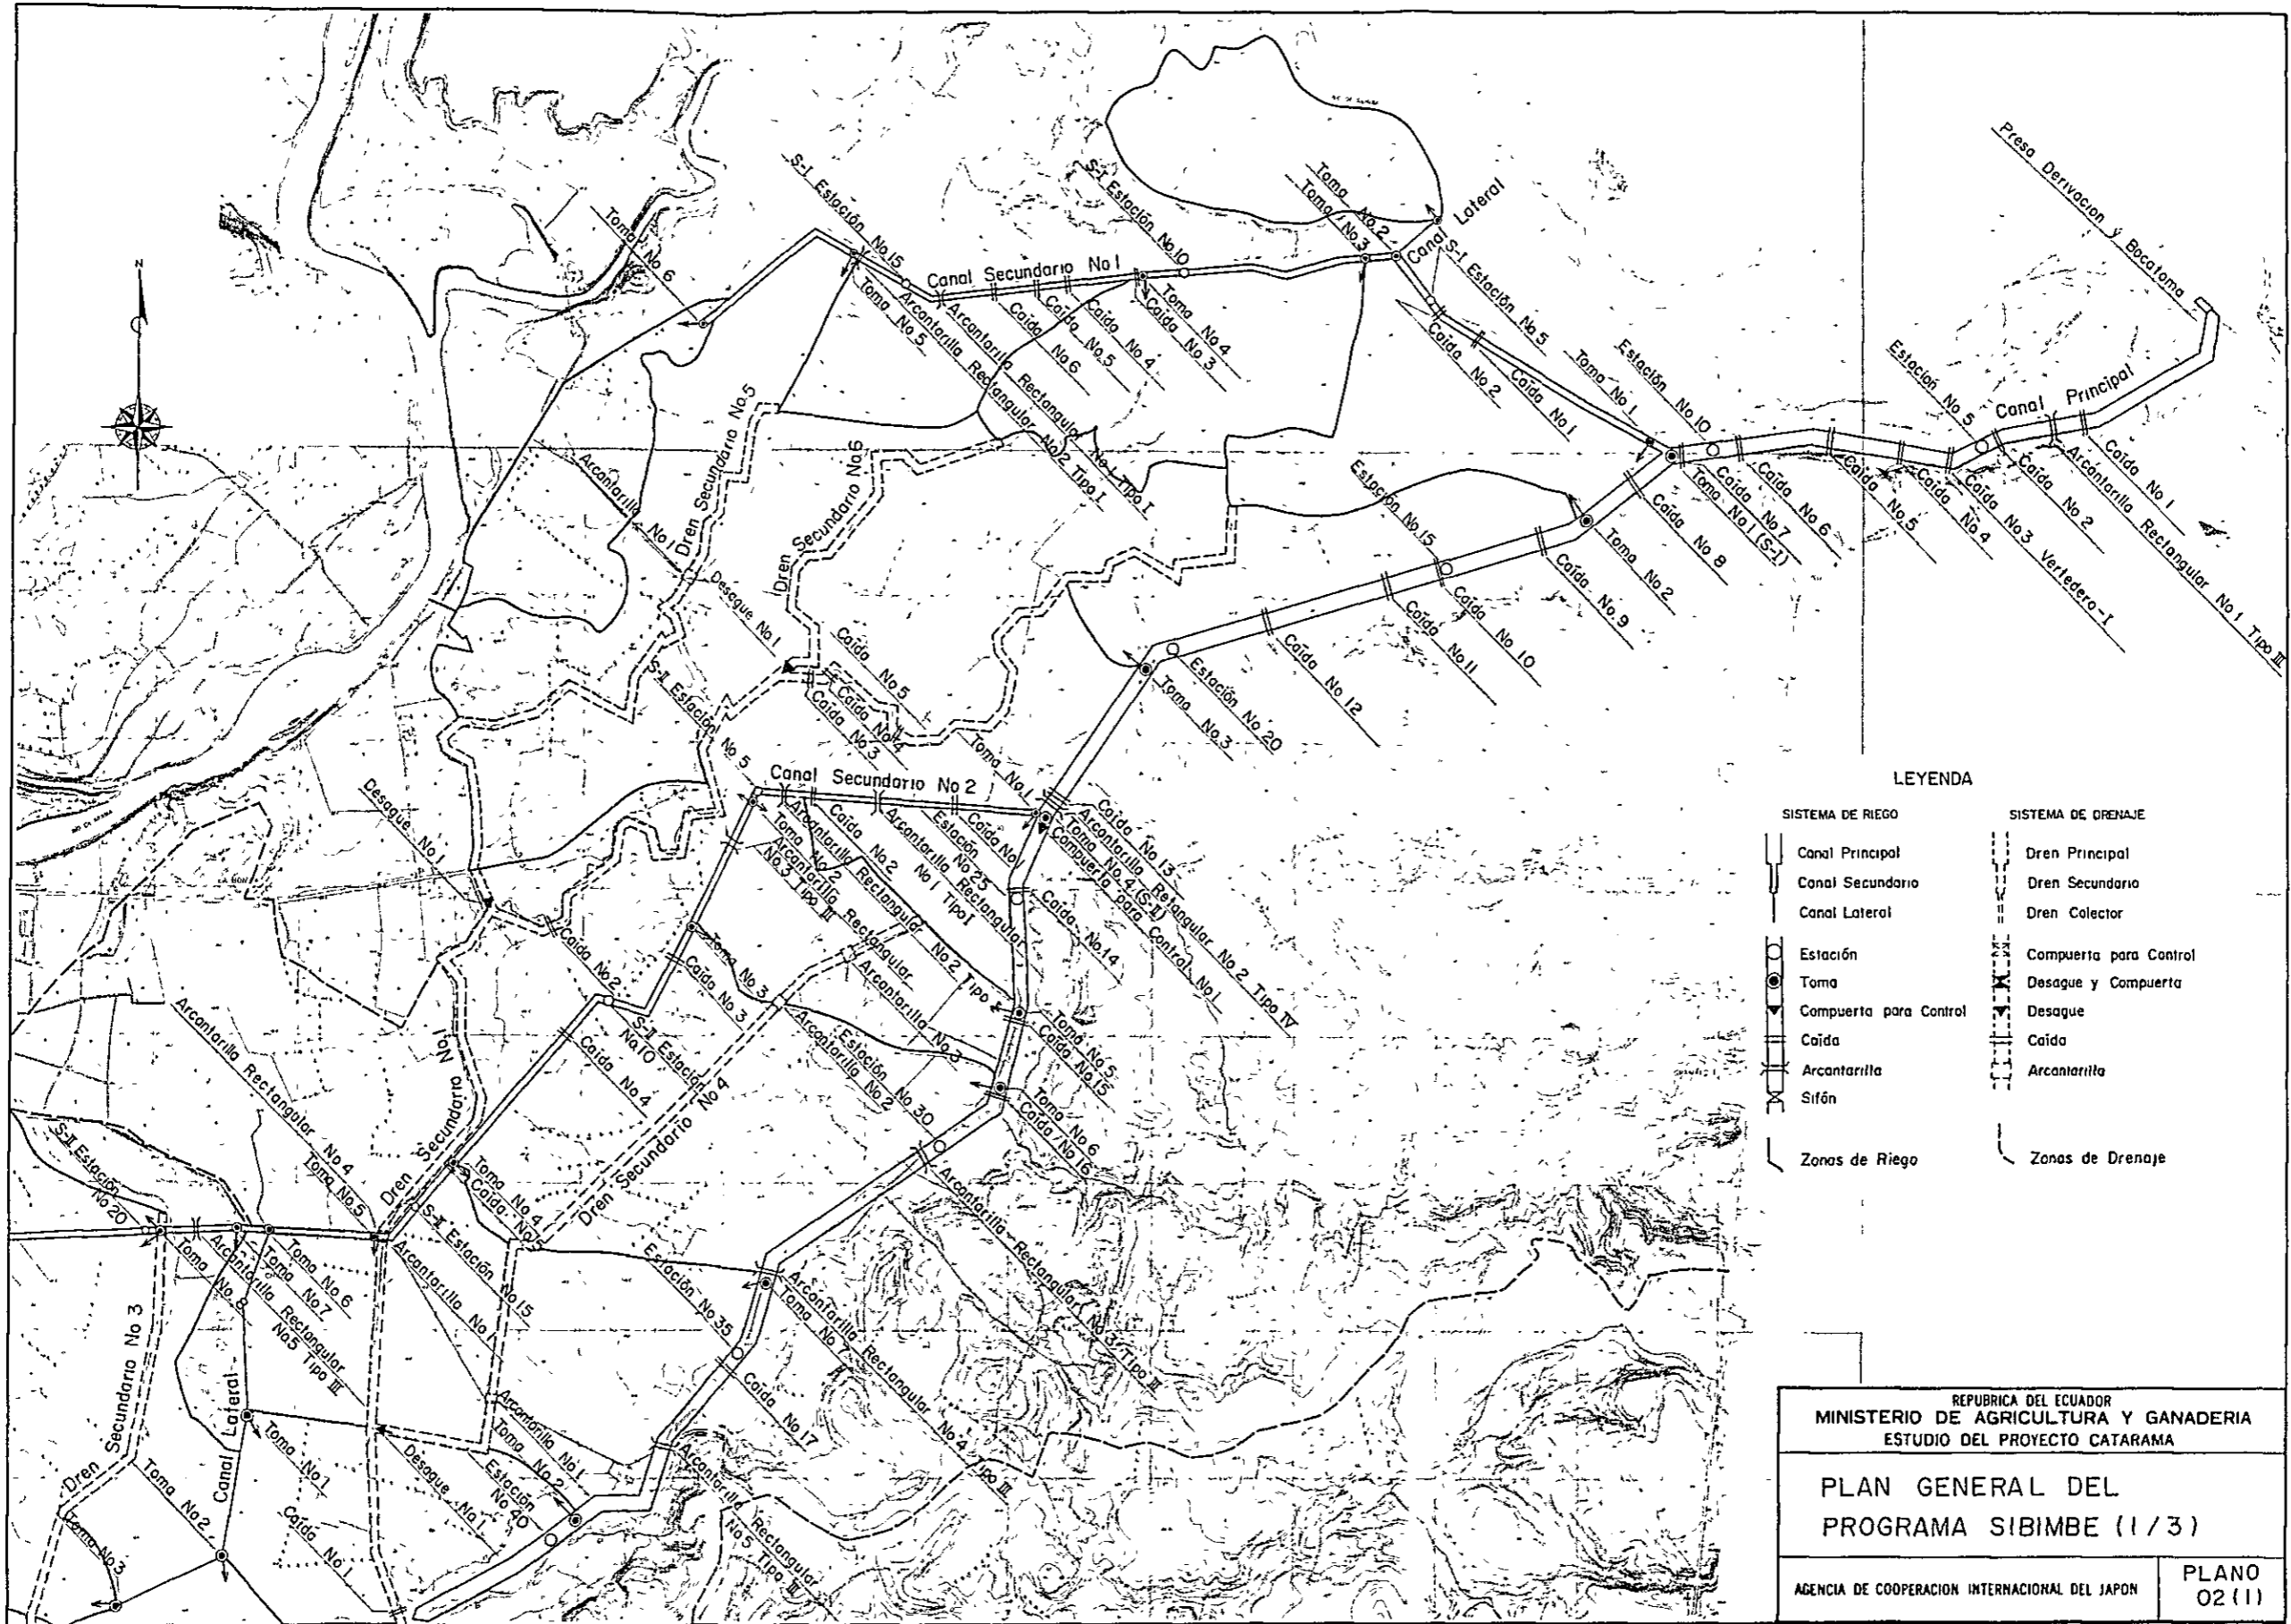 Presa Derivacion y Bocatoma
Toma No 6
S-I Estación No.15
S-I Estación No.10
Toma No.2
Toma No.3
Canal Lateral
S-I Estación No 5
Canal Secundario No 1
Toma No.5
Arcantarilla Rectangular No 2 Tipo I
Arcantarilla Rectangular No 1 Tipo I
Caída No 6
Caída No.5
Caída No 4
Toma No 4
Caída No.3
Caída No 2
Caída No 1
Toma No 1
Estación No 10
Estacion No 5
Canal Principal
Caída No 1
Arcantarilla Rectangular No 1 Tipo III
Caída No 2
Caída No 3 Vertedero-I
Caída No 4
Caída No.5
Caída No 6
Caída No 7
Toma No 1 (S-I)
Caída No 8
Toma No 2
Caída No.9
Estación No.15
Caída No 10
Caída No 11
Caída No 12
Estación No 20
Toma No.3
N
Arcantarilla No 1
Dren Secundario No.5
Dren Secundario No.6
Desague No 1
Caída No 5
Caída No 4
Caída No.3
S-II Estación No 5
Canal Secundario No 2
Toma No.1
Caída No 13
Arcantarilla Retangular No 2 Tipo IV
Toma No.4 (S-II)
Compuerta para Control No 1
Caída No 1
Estación No 25
Arcantarilla Rectangular No 1 Tipo I
Caída No 2
Arcantarilla Rectangular No 2 Tipo I
Toma No 2
Arcantarilla Rectangular No.3 Tipo III
Caída No.14
Desague No 1
Caída No 2
Toma No 3
Caída No 3
S-II Estación No 10
Caída No 4
Arcantarilla No 3
Arcantarilla No 2
Estación No 30
Toma No 5
Caída No 15
Toma No 6
Caída No 16
Dren Secundario No.1
Dren Secundario No 4
Arcantarilla Rectangular No 4
Toma No.5
S-II Estación No 20
Toma No 4
Caída No 5
S-II Estación No 15
Arcantarilla No 1
Toma No 6
Toma No.7
Arcantarilla Rectangular No.5 Tipo III
Toma No. 8
Estación No 35
Arcantarilla Rectangular No 3 Tipo III
Arcantarilla Rectangular No 4 Tipo III
Toma No 7
Caída No 17
Dren Secundario No 3
Canal Lateral
Toma No 1
Toma No 2
Toma No 3
Caída No 1
Desague No.1
Arcantarilla No 1
Toma No. 2
Estación No 40
Arcantarilla Rectangular No 5 Tipo III
LEYENDA
SISTEMA DE RIEGO
Canal Principal
Canal Secundario
Canal Lateral
Estación
Toma
Compuerta para Control
Caída
Arcantarilla
Sifón
Zonas de Riego
SISTEMA DE DRENAJE
Dren Principal
Dren Secundario
Dren Colector
Compuerta para Control
Desague y Compuerta
Desague
Caída
Arcantarilla
Zonas de Drenaje
REPUBRICA DEL ECUADOR
MINISTERIO DE AGRICULTURA Y GANADERIA
ESTUDIO DEL PROYECTO CATARAMA
PLAN GENERAL DEL
PROGRAMA SIBIMBE (1/3)
AGENCIA DE COOPERACION INTERNACIONAL DEL JAPON
PLANO
02 (1)